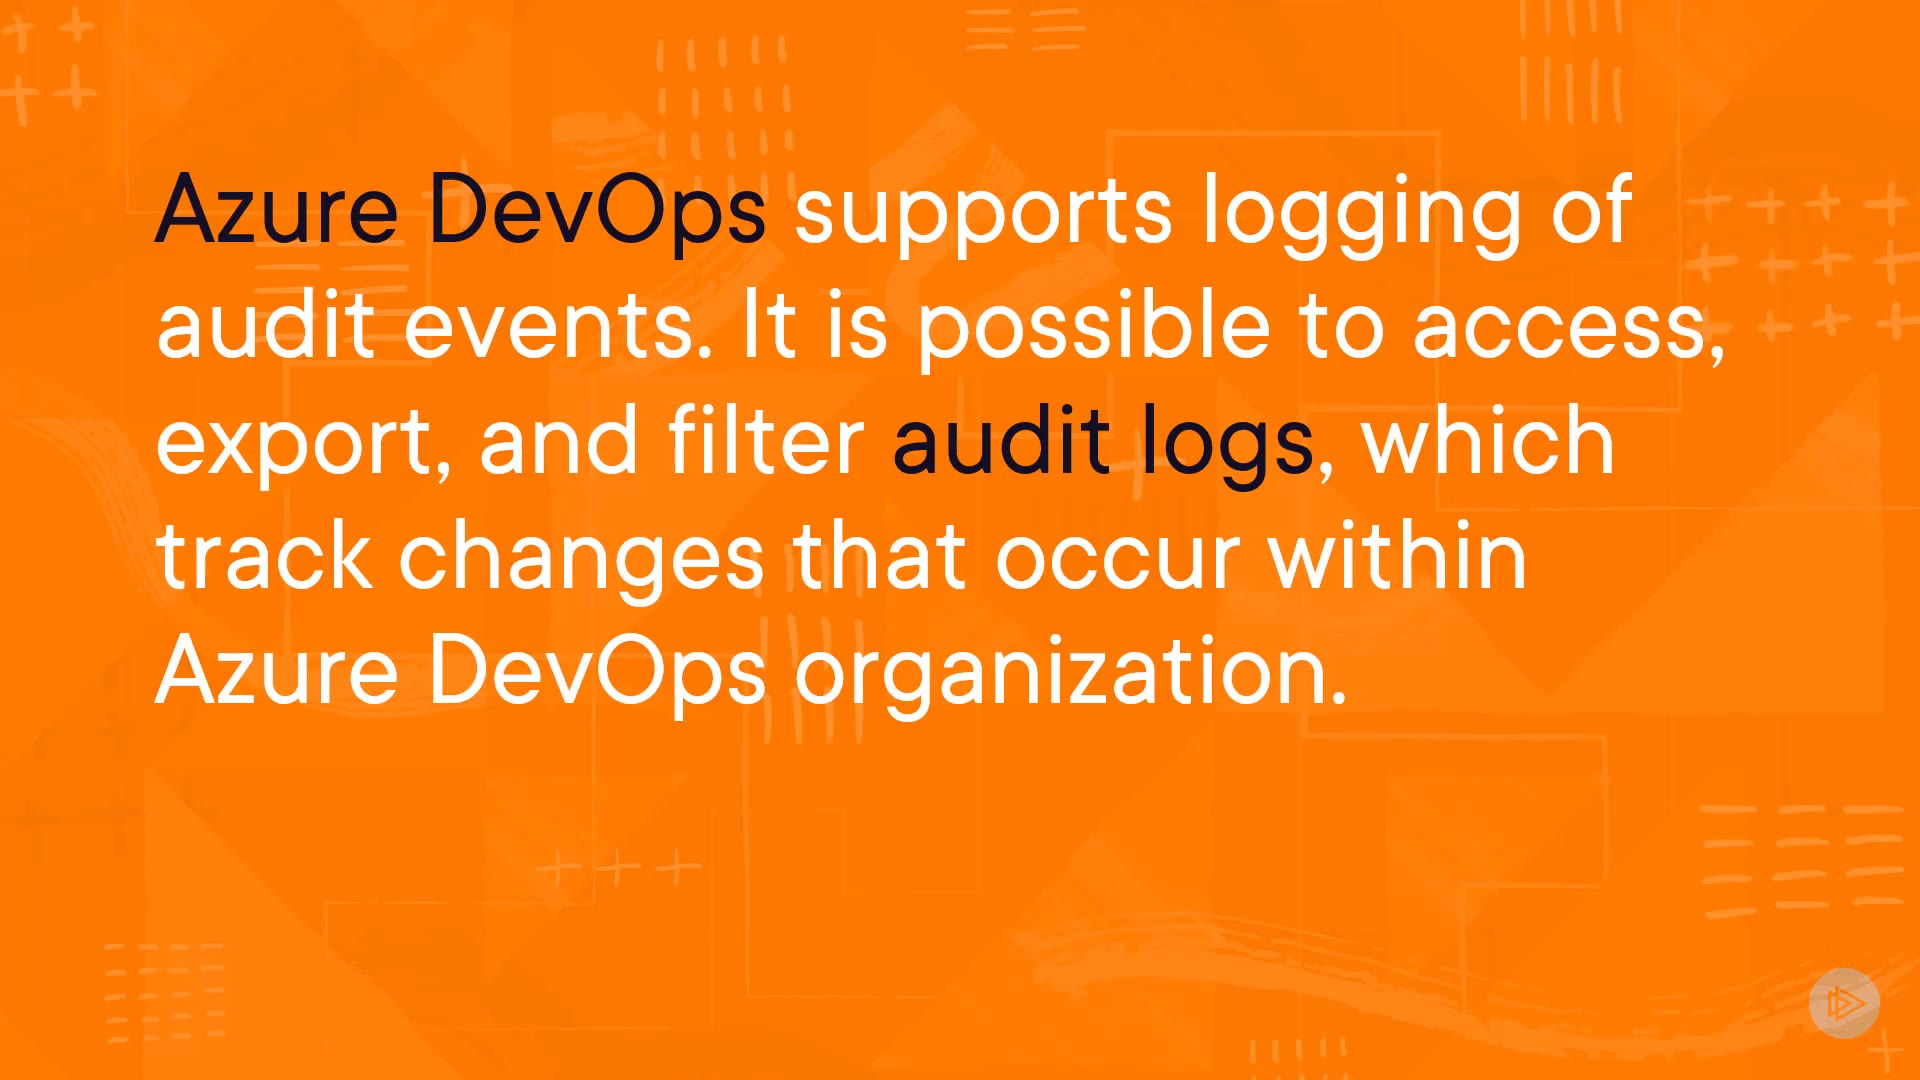 Azure DevOps supports logging of
audit events. It is possible to access,
export, and filter audit logs, which
track changes that occur within
Azure DevOps organization.